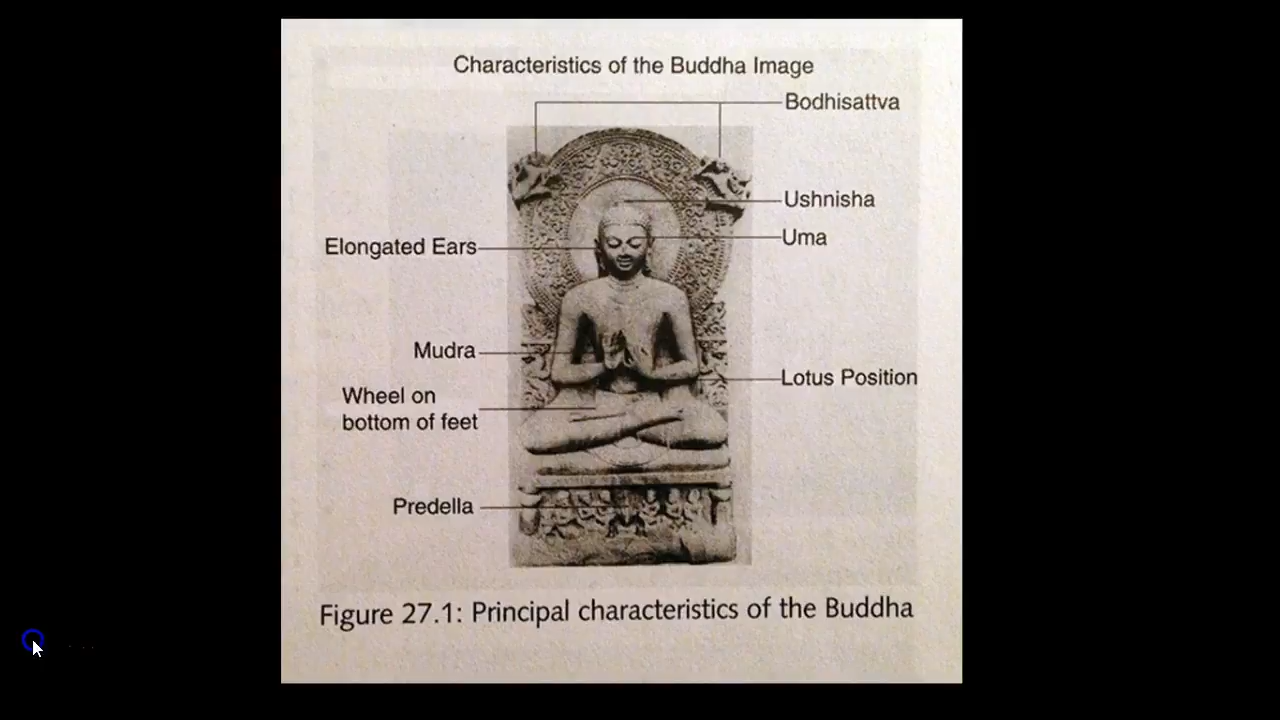 Characteristics of the Buddha Image
Bodhisattva
Ushnisha
Uma
Elongated Ears
Mudra
Lotus Position
Wheel on
bottom of feet
Predella
Figure 27.1: Principal characteristics of the Buddha